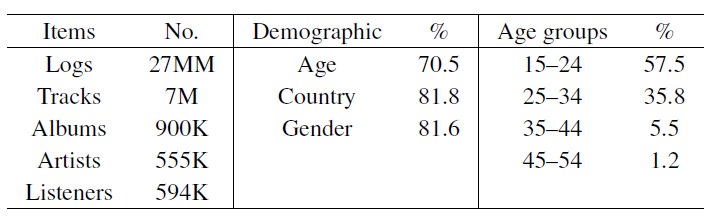 Items No. Demographic % Age groups %
Logs 27MM Age 70.5 15–24 57.5
Tracks 7M Country 81.8 25–34 35.8
Albums 900K Gender 81.6 35–44 5.5
Artists 555K 45–54 1.2
Listeners 594K